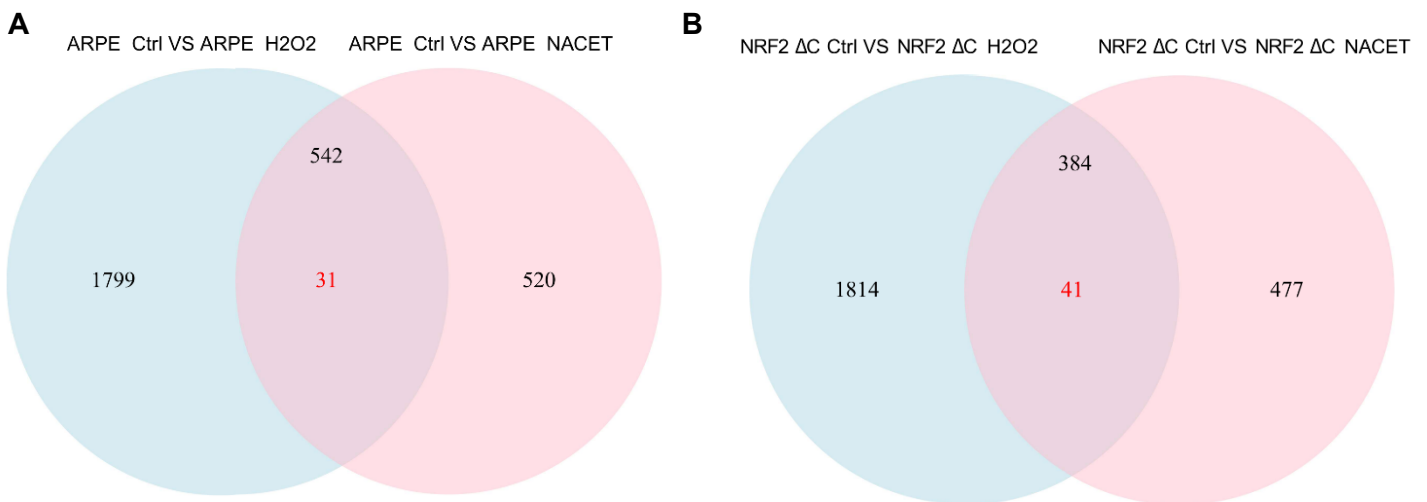 A
ARPE Ctrl VS ARPE H2O2
ARPE Ctrl VS ARPE NACET
542
1799
31
520
B
NRF2 ΔC Ctrl VS NRF2 ΔC H2O2
NRF2 ΔC Ctrl VS NRF2 ΔC NACET
384
1814
41
477